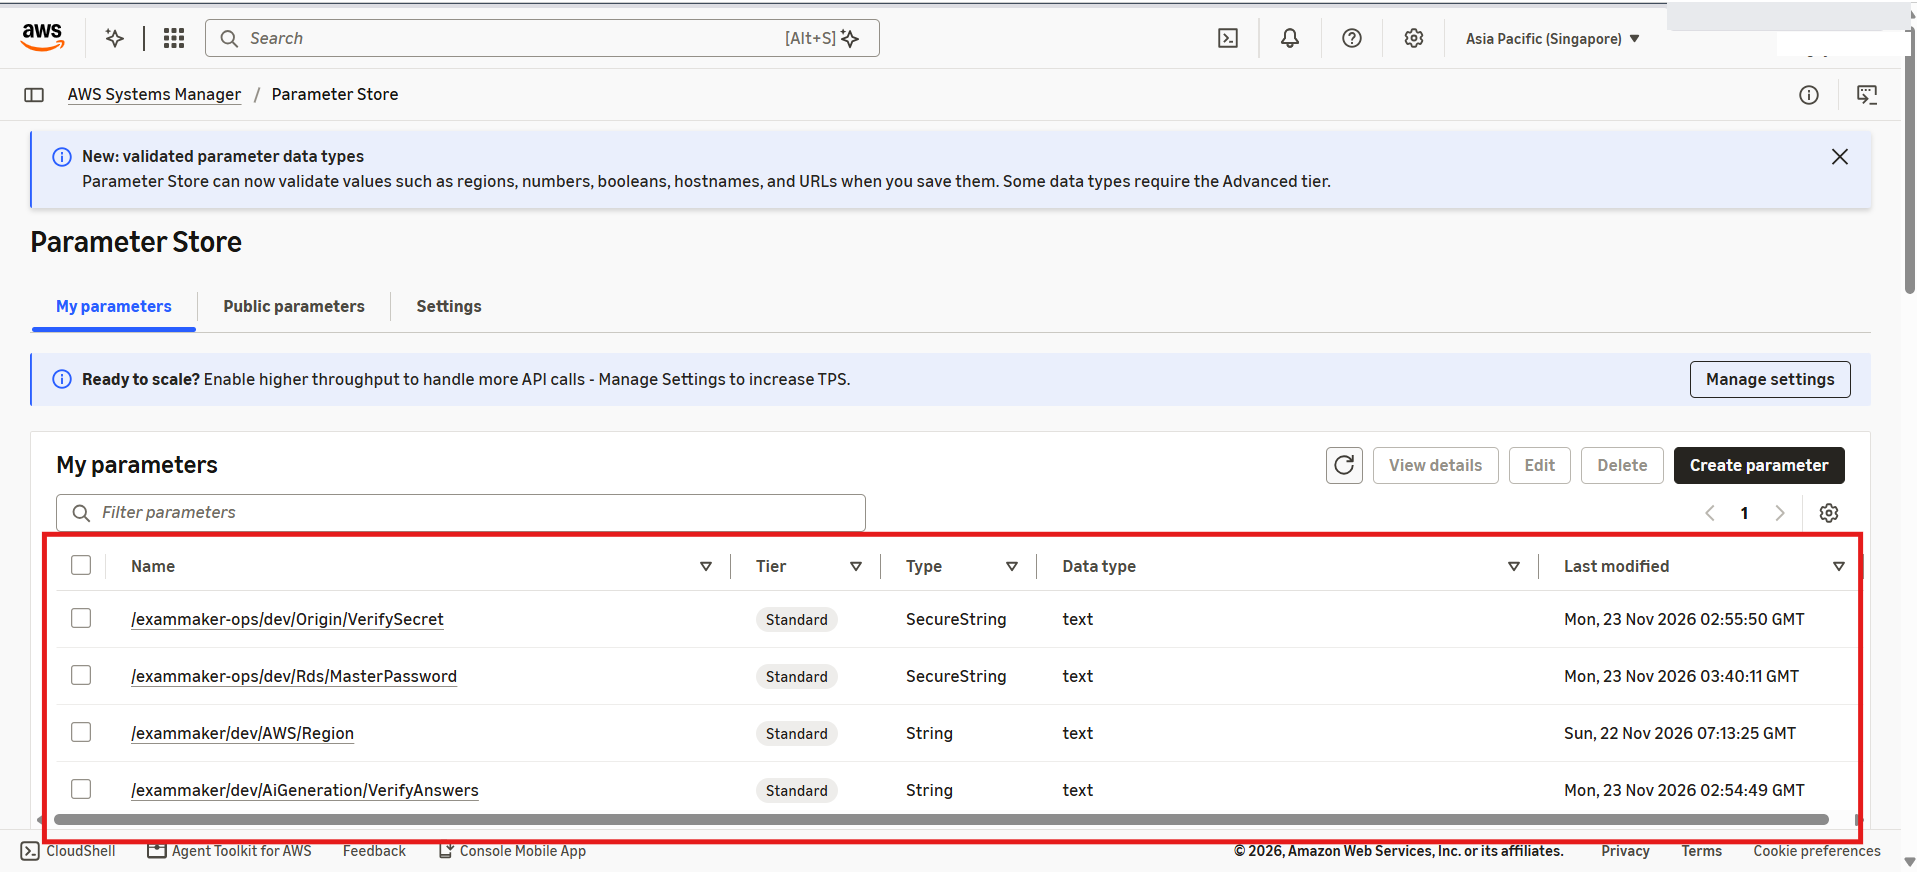 aws
Search [Alt+S]
Asia Pacific (Singapore)
AWS Systems Manager / Parameter Store
New: validated parameter data types
Parameter Store can now validate values such as regions, numbers, booleans, hostnames, and URLs when you save them. Some data types require the Advanced tier.
Parameter Store
My parameters Public parameters Settings
Ready to scale? Enable higher throughput to handle more API calls - Manage Settings to increase TPS. Manage settings
My parameters View details Edit Delete Create parameter
Filter parameters 1
Name Tier Type Data type Last modified
/exammaker-ops/dev/Origin/VerifySecret Standard SecureString text Mon, 23 Nov 2026 02:55:50 GMT
/exammaker-ops/dev/Rds/MasterPassword Standard SecureString text Mon, 23 Nov 2026 03:40:11 GMT
/exammaker/dev/AWS/Region Standard String text Sun, 22 Nov 2026 07:13:25 GMT
/exammaker/dev/AiGeneration/VerifyAnswers Standard String text Mon, 23 Nov 2026 02:54:49 GMT
CloudShell Agent Toolkit for AWS Feedback Console Mobile App © 2026, Amazon Web Services, Inc. or its affiliates. Privacy Terms Cookie preferences